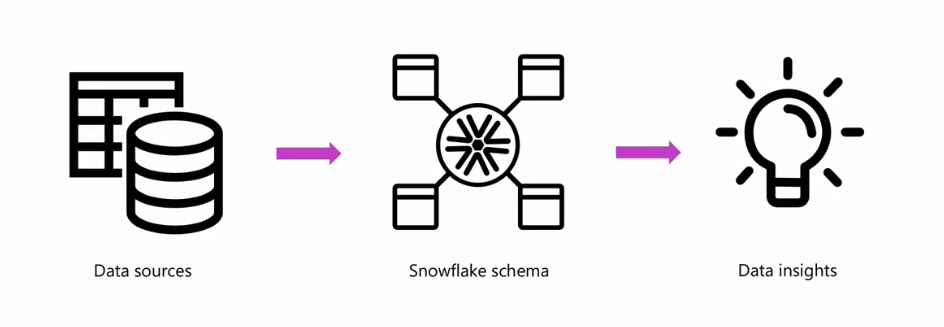 Data sources
Snowflake schema
Data insights